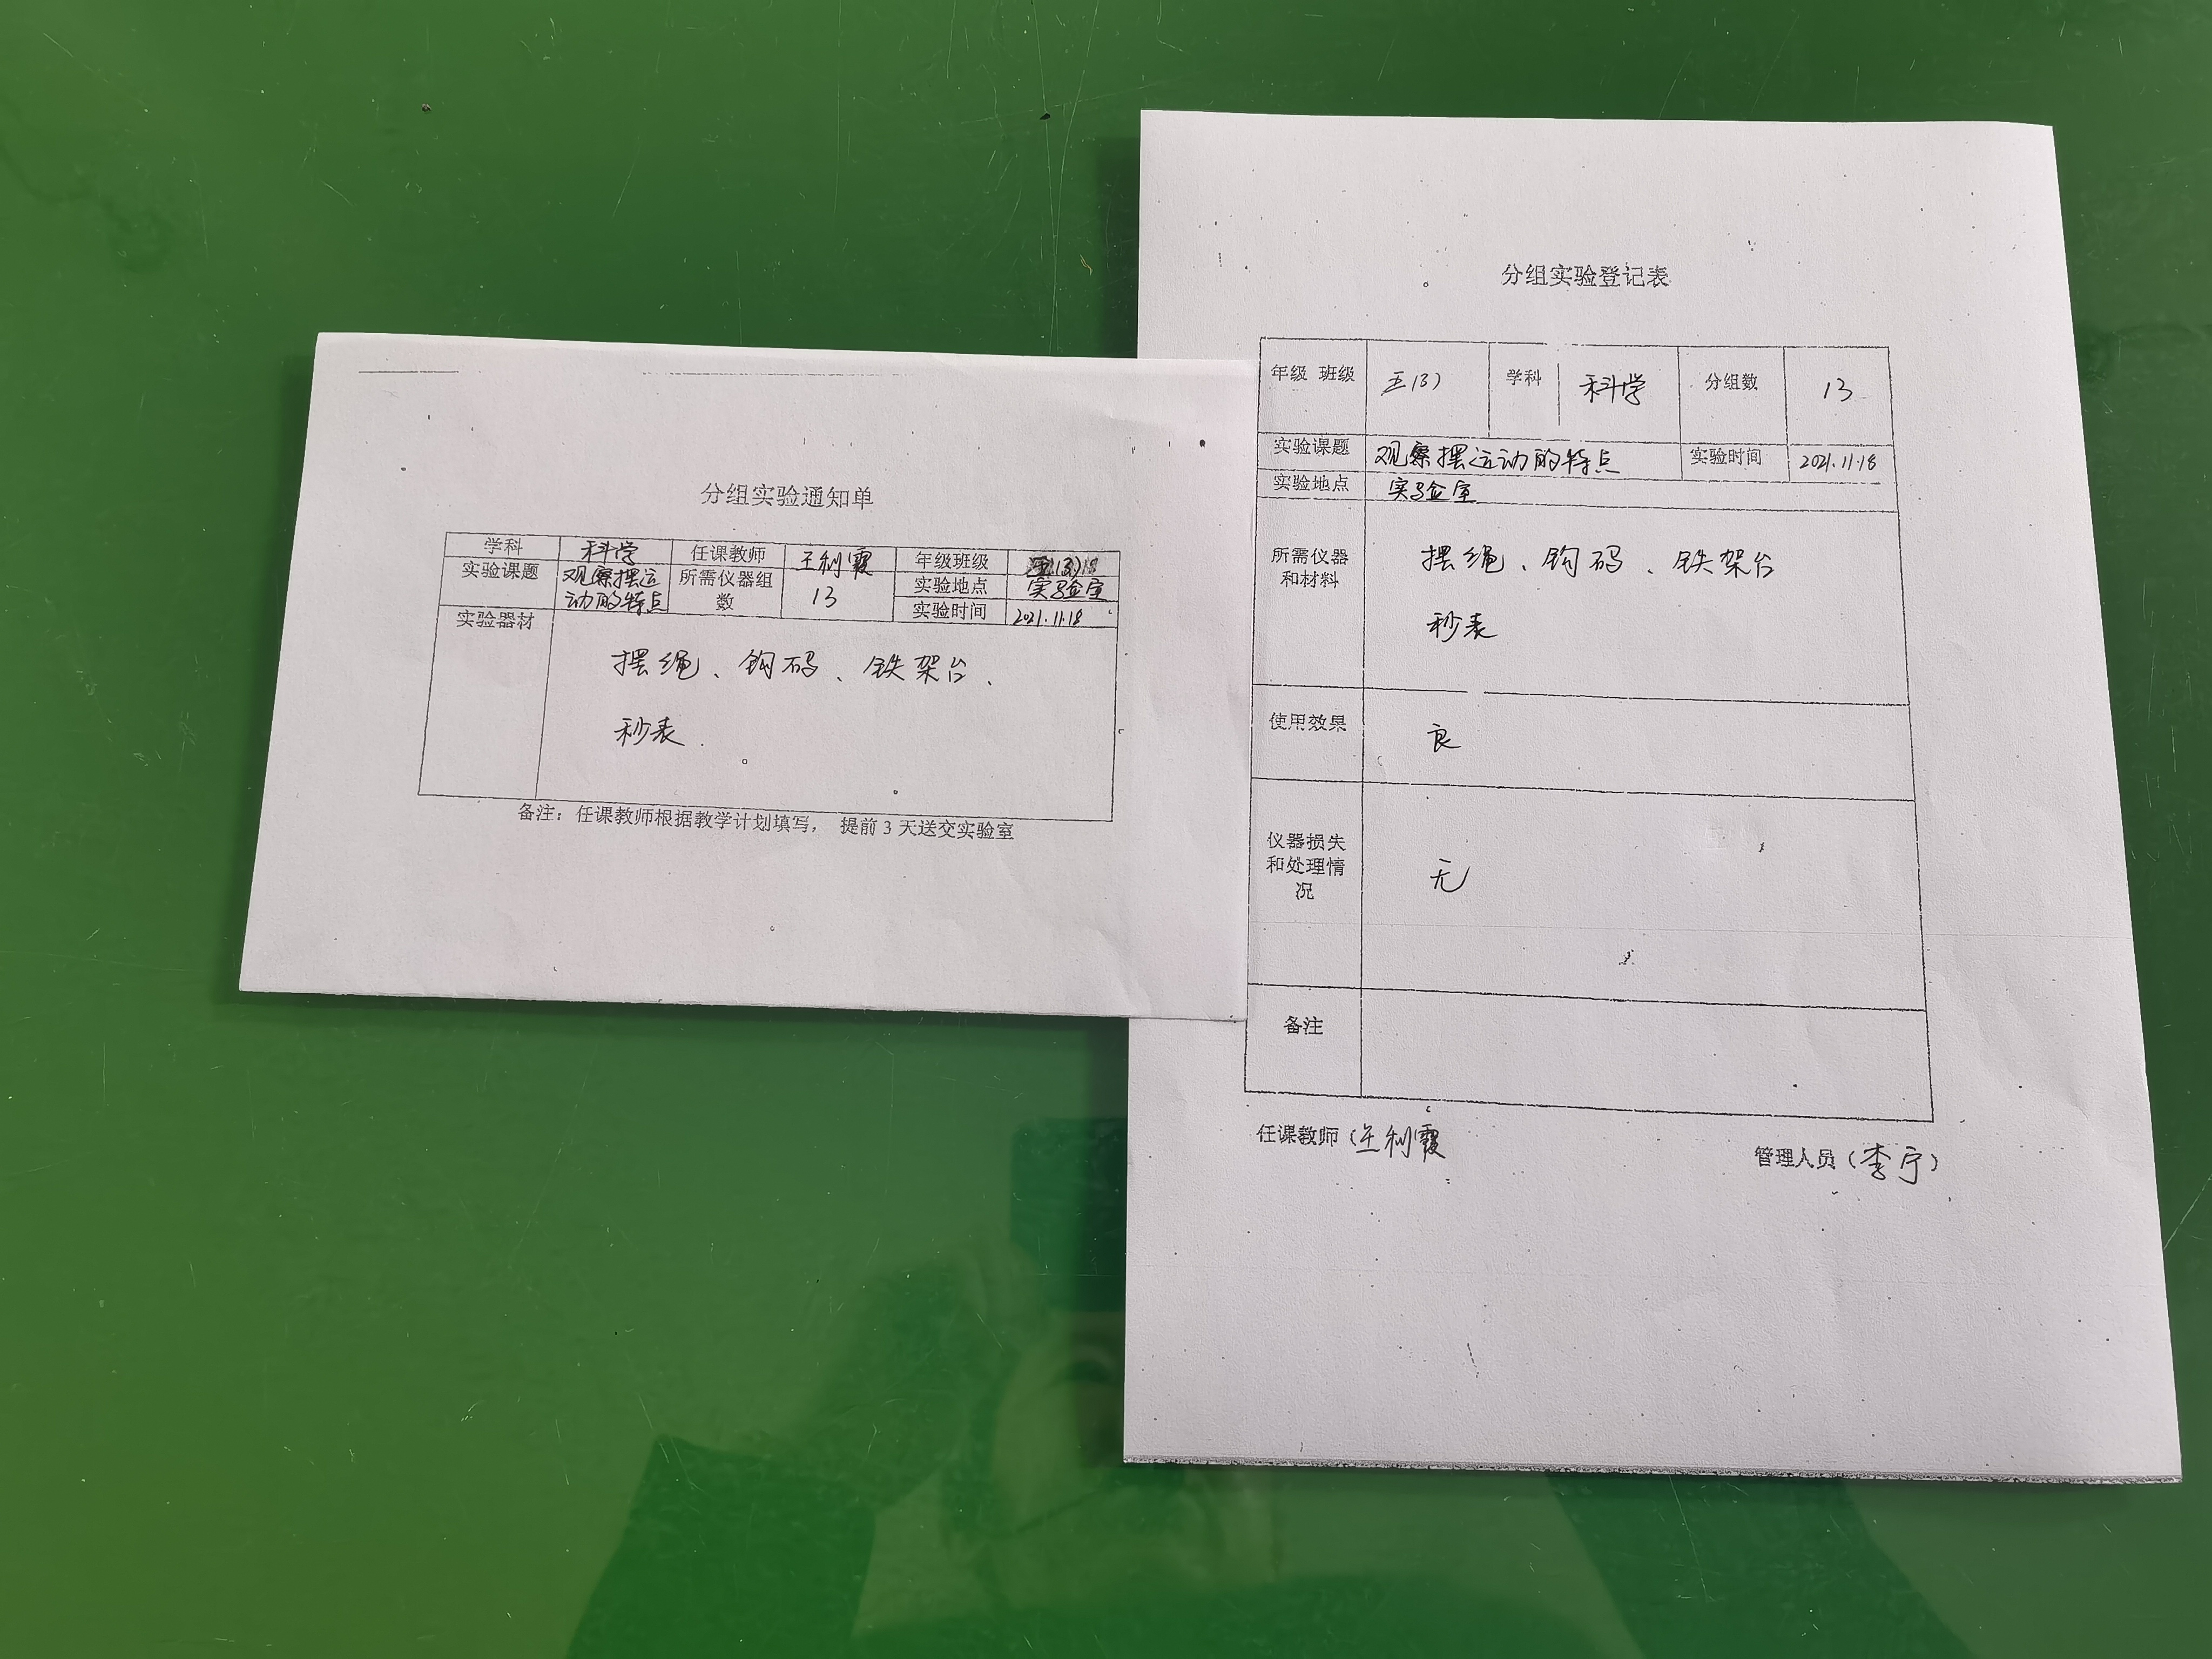 分组实验通知单
学科 科学 任课教师 王利霞 年级班级 五(3)
实验课题 观察摆运动的特点 所需仪器组数 13 实验地点 实验室
实验时间 2021.11.18
实验器材 摆绳、钩码、铁架台、
秒表.
备注：任课教师根据教学计划填写， 提前 3 天送交实验室
分组实验登记表
年级 班级 五(3) 学科 科学 分组数 13
实验课题 观察摆运动的特点 实验时间 2021.11.18
实验地点 实验室
所需仪器和材料 摆绳、钩码、铁架台
秒表
使用效果 良
仪器损失和处理情况 无
备注
任课教师（王利霞 管理人员（李宁）